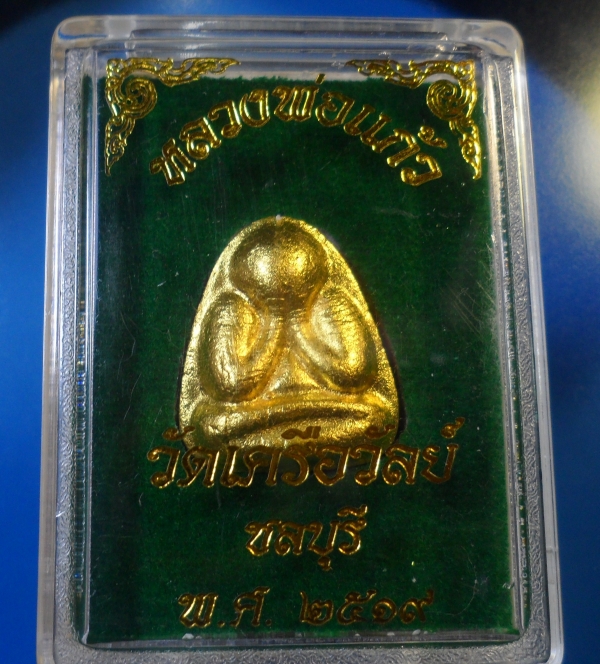 หลวงพ่อแก้ว
วัดเครือวัลย์
ชลบุรี
พ.ศ. ๒๕๑๙